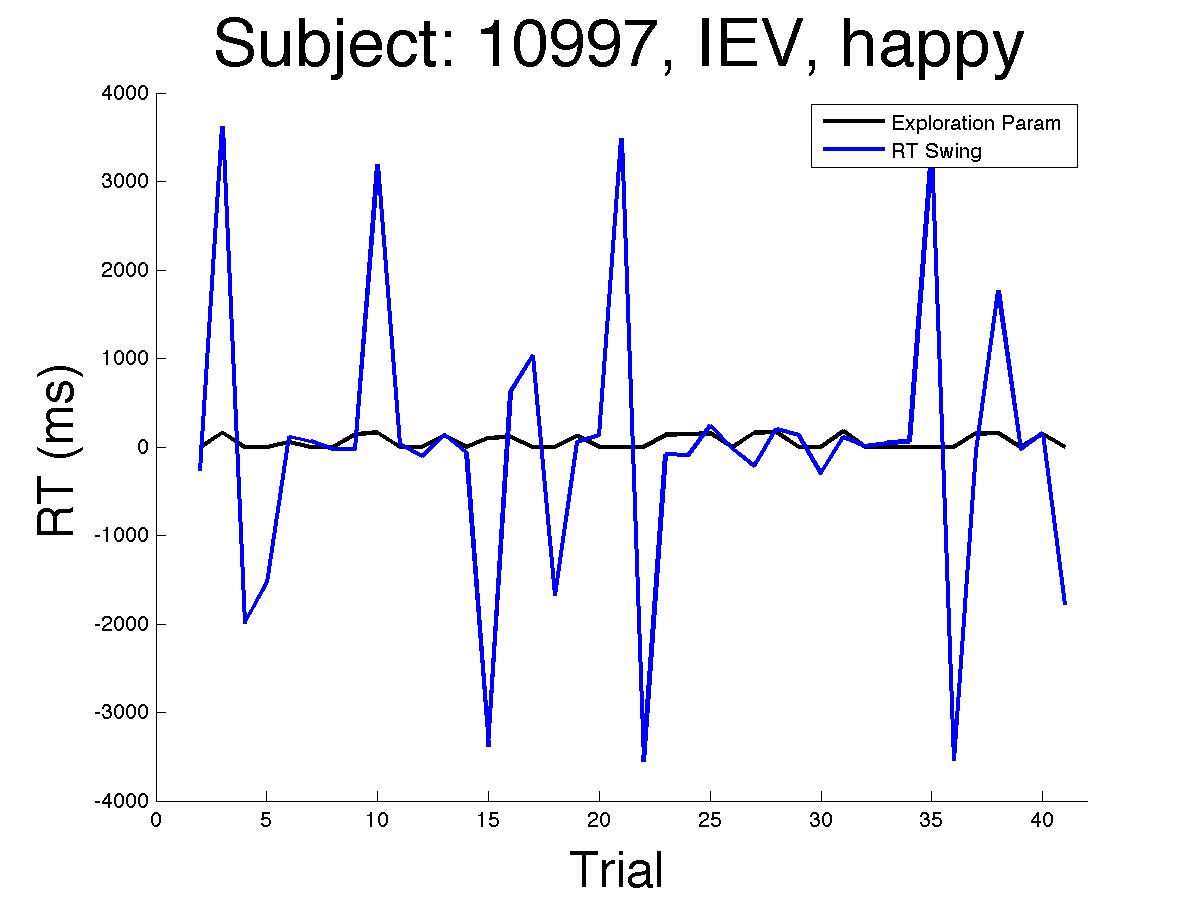 Subject: 10997, IEV, happy
4000
3000
2000
1000
0
-1000
-2000
-3000
-4000
RT (ms)
Exploration Param
RT Swing
0 5 10 15 20 25 30 35 40
Trial